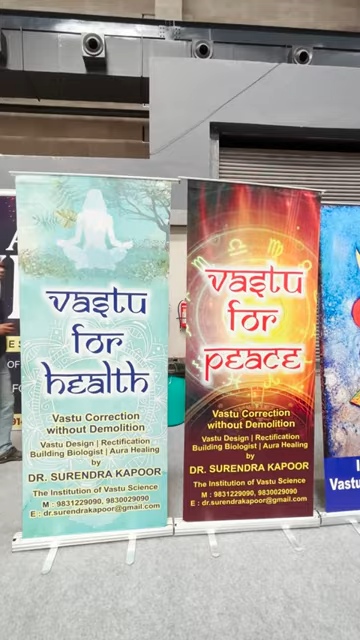 vastu
for
health
Vastu Correction
without Demolition
Vastu Design | Rectification
Building Biologist | Aura Healing
by
DR. SURENDRA KAPOOR
The Institution of Vastu Science
M : 9831229090, 9830029090
E : dr.surendrakapoor@gmail.com
vastu
for
peace
Vastu Correction
without Demolition
Vastu Design | Rectification
Building Biologist | Aura Healing
by
DR. SURENDRA KAPOOR
The Institution of Vastu Science
M : 9831229090, 9830029090
E : dr.surendrakapoor@gmail.com
Vastu